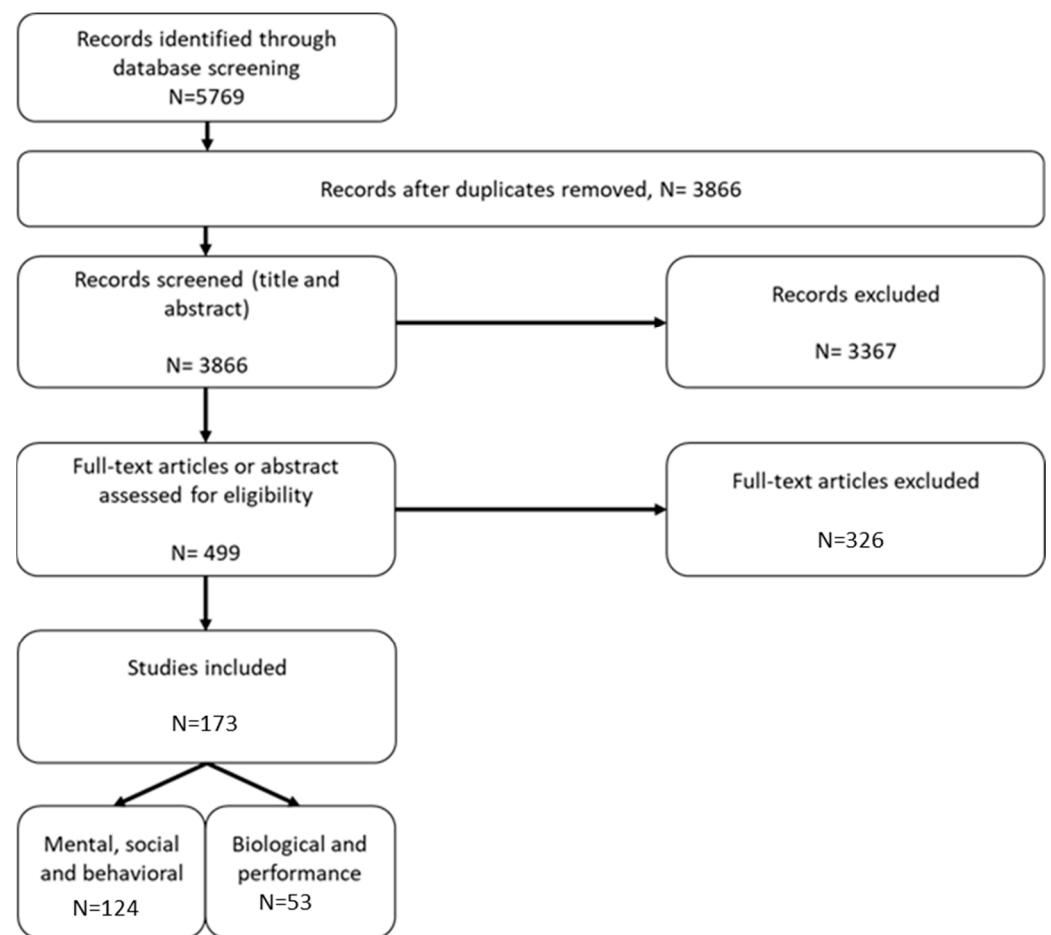 Records identified through
database screening
N=5769
Records after duplicates removed, N= 3866
Records screened (title and
abstract)
N= 3866
Records excluded
N= 3367
Full-text articles or abstract
assessed for eligibility
N= 499
Full-text articles excluded
N=326
Studies included
N=173
Mental, social
and behavioral
N=124
Biological and
performance
N=53